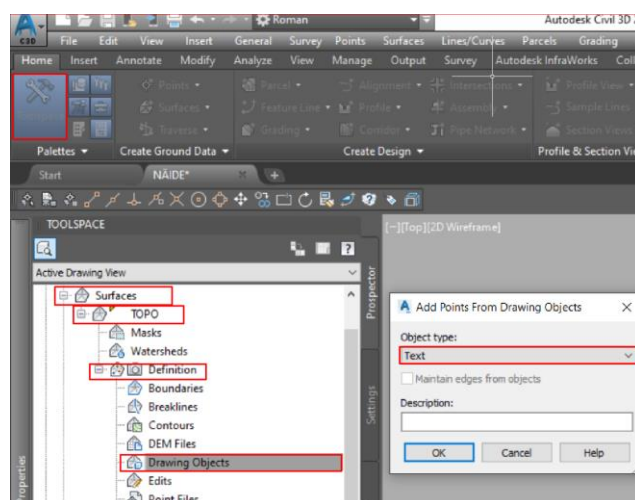 Roman
Autodesk Civil 3D
C3D
File Edit View Insert General Survey Points Surfaces Lines/Curves Parcels Grading
Home Insert Annotate Modify Analyze View Manage Output Survey Autodesk InfraWorks
Points Parcel Alignment Intersections Profile View
Surfaces Feature Line Profile Assembly Sample Lines
Traverse Grading Corridor Pipe Network Section Views
Palettes Create Ground Data Create Design Profile & Section
Start NÄIDE*
TOOLSPACE
[−][Top][2D Wireframe]
Active Drawing View
Prospector
Surfaces
TOPO
Masks
Watersheds
Definition
Boundaries
Breaklines
Contours
DEM Files
Drawing Objects
Edits
Point Files
Settings
Properties
Add Points From Drawing Objects
Object type:
Text
Maintain edges from objects
Description:
OK Cancel Help